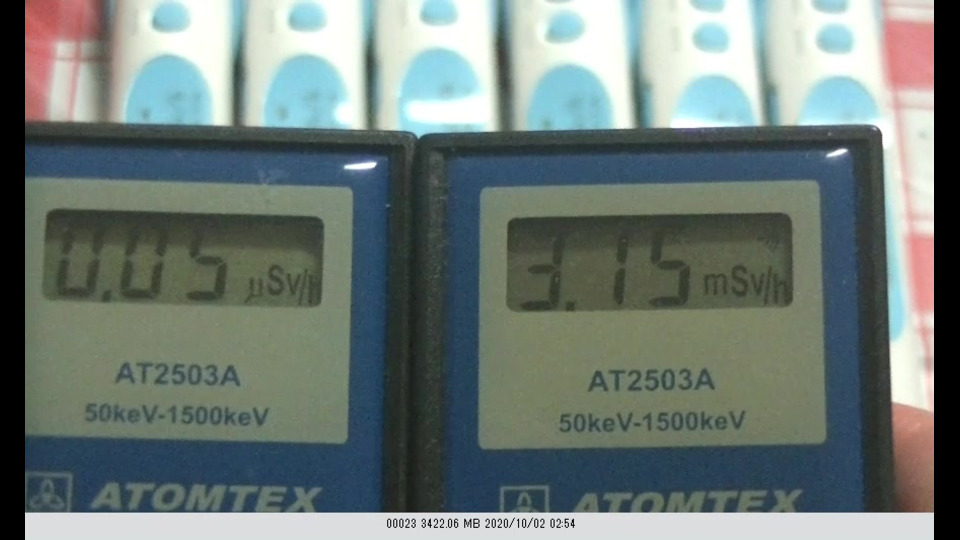 0.05 μSv/h
3.15 mSv/h
AT2503A
AT2503A
50keV-1500keV
50keV-1500keV
ATOMTEX
ATOMTEX
00023 3422.06 MB 2020/10/02 02:54